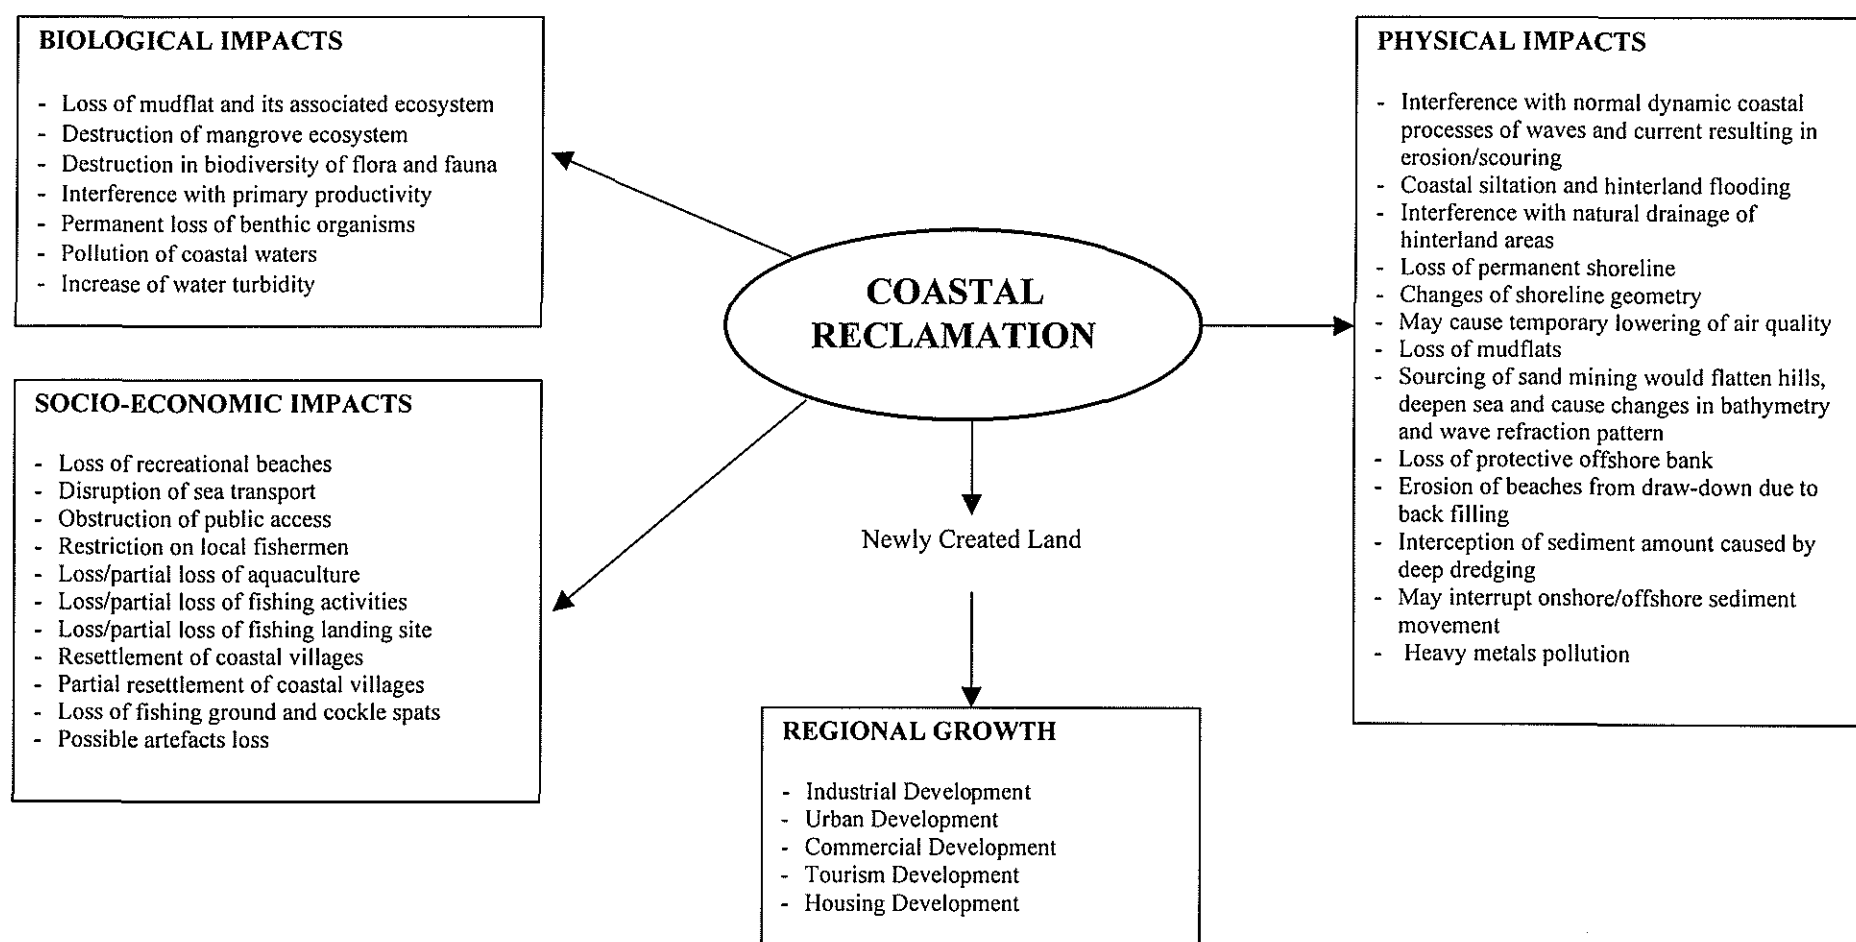 BIOLOGICAL IMPACTS
- Loss of mudflat and its associated ecosystem
- Destruction of mangrove ecosystem
- Destruction in biodiversity of flora and fauna
- Interference with primary productivity
- Permanent loss of benthic organisms
- Pollution of coastal waters
- Increase of water turbidity
SOCIO-ECONOMIC IMPACTS
- Loss of recreational beaches
- Disruption of sea transport
- Obstruction of public access
- Restriction on local fishermen
- Loss/partial loss of aquaculture
- Loss/partial loss of fishing activities
- Loss/partial loss of fishing landing site
- Resettlement of coastal villages
- Partial resettlement of coastal villages
- Loss of fishing ground and cockle spats
- Possible artefacts loss
COASTAL
RECLAMATION
Newly Created Land
REGIONAL GROWTH
- Industrial Development
- Urban Development
- Commercial Development
- Tourism Development
- Housing Development
PHYSICAL IMPACTS
- Interference with normal dynamic coastal
processes of waves and current resulting in
erosion/scouring
- Coastal siltation and hinterland flooding
- Interference with natural drainage of
hinterland areas
- Loss of permanent shoreline
- Changes of shoreline geometry
- May cause temporary lowering of air quality
- Loss of mudflats
- Sourcing of sand mining would flatten hills,
deepen sea and cause changes in bathymetry
and wave refraction pattern
- Loss of protective offshore bank
- Erosion of beaches from draw-down due to
back filling
- Interception of sediment amount caused by
deep dredging
- May interrupt onshore/offshore sediment
movement
- Heavy metals pollution